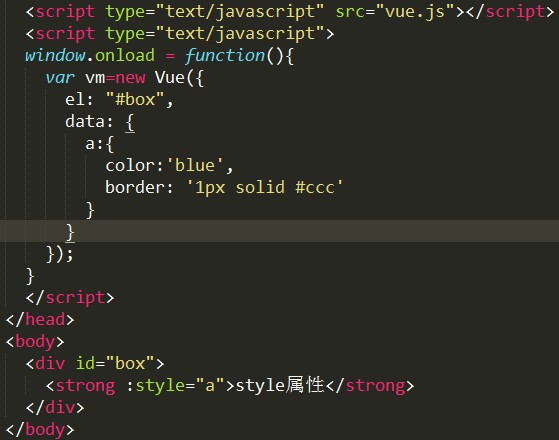 <script type="text/javascript" src="vue.js"></script>
<script type="text/javascript">
window.onload = function(){
var vm=new Vue({
el: "#box",
data: {
a:{
color:'blue',
border: '1px solid #ccc'
}
}
});
}
</script>
</head>
<body>
<div id="box">
<strong :style="a">style属性</strong>
</div>
</body>